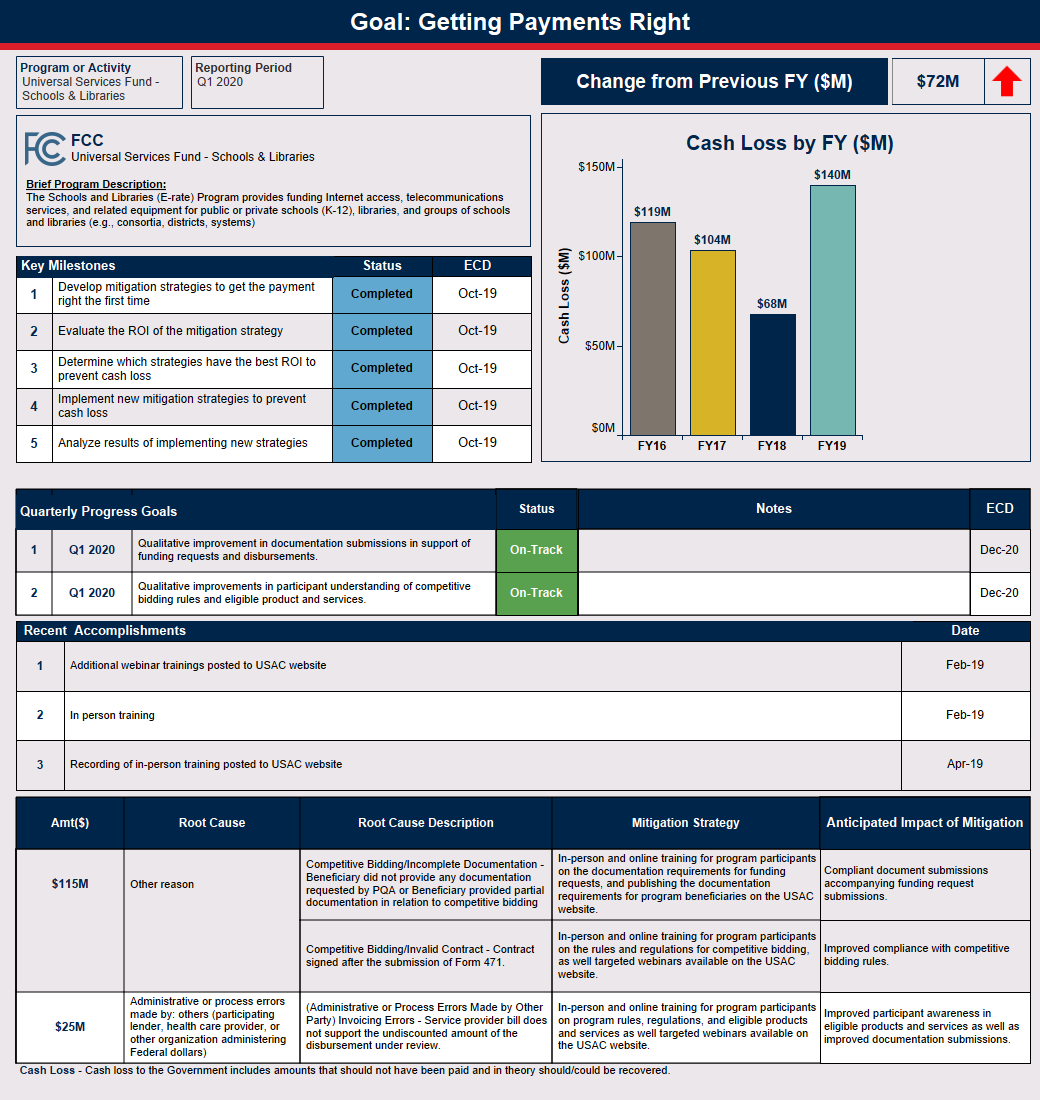 Goal: Getting Payments Right
Program or Activity
Universal Services Fund -
Schools & Libraries
Reporting Period
Q1 2020
Change from Previous FY ($M)
$72M
FCC
FCC
Universal Services Fund - Schools & Libraries
Brief Program Description:
The Schools and Libraries (E-rate) Program provides funding Internet access, telecommunications
services, and related equipment for public or private schools (K-12), libraries, and groups of schools
and libraries (e.g., consortia, districts, systems)
Cash Loss by FY ($M)
Cash Loss ($M)
$150M
$100M
$50M
$0M
$119M
$104M
$68M
$140M
FY16
FY17
FY18
FY19
Key Milestones
Status
ECD
1
Develop mitigation strategies to get the payment
right the first time
Completed
Oct-19
2
Evaluate the ROI of the mitigation strategy
Completed
Oct-19
3
Determine which strategies have the best ROI to
prevent cash loss
Completed
Oct-19
4
Implement new mitigation strategies to prevent
cash loss
Completed
Oct-19
5
Analyze results of implementing new strategies
Completed
Oct-19
Quarterly Progress Goals
Status
Notes
ECD
1
Q1 2020
Qualitative improvement in documentation submissions in support of
funding requests and disbursements.
On-Track
Dec-20
2
Q1 2020
Qualitative improvements in participant understanding of competitive
bidding rules and eligible product and services.
On-Track
Dec-20
Recent Accomplishments
Date
1
Additional webinar trainings posted to USAC website
Feb-19
2
In person training
Feb-19
3
Recording of in-person training posted to USAC website
Apr-19
Amt($)
Root Cause
Root Cause Description
Mitigation Strategy
Anticipated Impact of Mitigation
$115M
Other reason
Competitive Bidding/Incomplete Documentation -
Beneficiary did not provide any documentation
requested by PQA or Beneficiary provided partial
documentation in relation to competitive bidding
In-person and online training for program participants
on the documentation requirements for funding
requests, and publishing the documentation
requirements for program beneficiaries on the USAC
website.
Compliant document submissions
accompanying funding request
submissions.
Competitive Bidding/Invalid Contract - Contract
signed after the submission of Form 471.
In-person and online training for program participants
on the rules and regulations for competitive bidding,
as well targeted webinars available on the USAC
website.
Improved compliance with competitive
bidding rules.
$25M
Administrative or process errors
made by: others (participating
lender, health care provider, or
other organization administering
Federal dollars)
(Administrative or Process Errors Made by Other
Party) Invoicing Errors - Service provider bill does
not support the undiscounted amount of the
disbursement under review.
In-person and online training for program participants
on program rules, regulations, and eligible products
and services as well targeted webinars available on
the USAC website.
Improved participant awareness in
eligible products and services as well as
improved documentation submissions.
Cash Loss - Cash loss to the Government includes amounts that should not have been paid and in theory should/could be recovered.